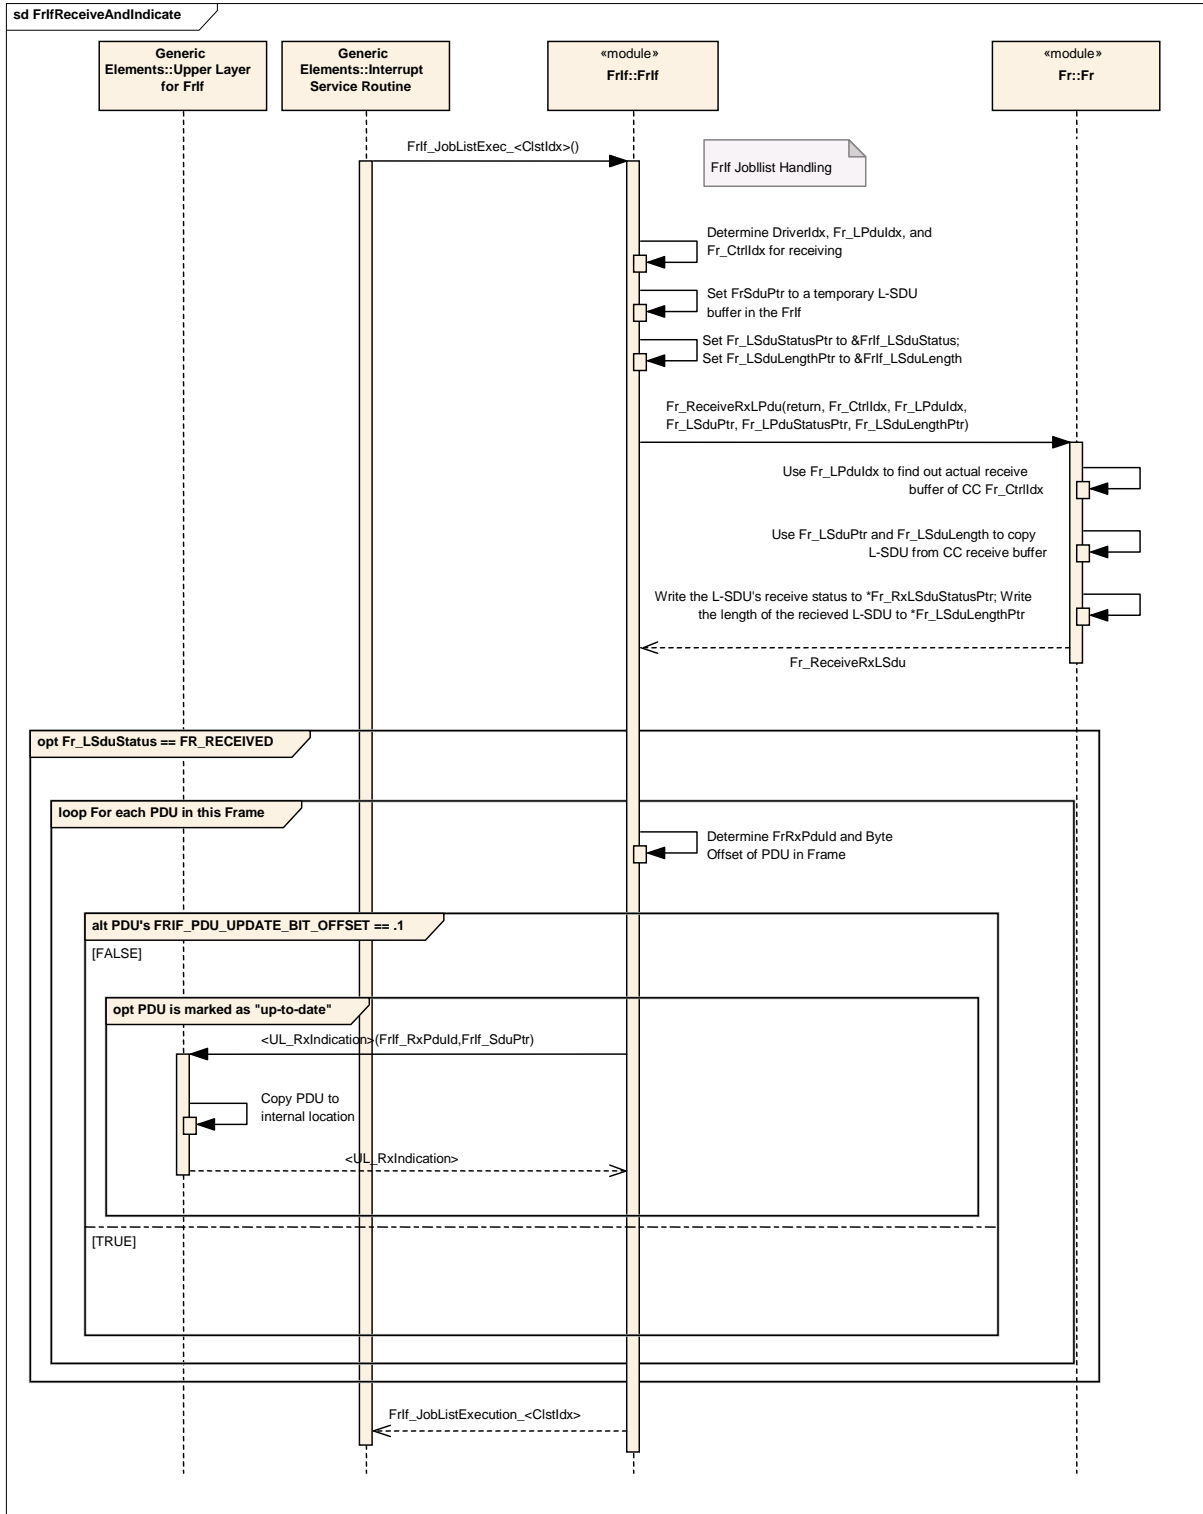 sd FrIfReceiveAndIndicate
Generic
Elements::Upper Layer
for FrIf
Generic
Elements::Interrupt
Service Routine
«module»
FrIf::FrIf
«module»
Fr::Fr
FrIf_JobListExec_<ClstIdx>()
FrIf Jobllist Handling
Determine DriverIdx, Fr_LPduIdx, and
Fr_CtrlIdx for receiving
Set FrSduPtr to a temporary L-SDU
buffer in the FrIf
Set Fr_LSduStatusPtr to &FrIf_LSduStatus;
Set Fr_LSduLengthPtr to &FrIf_LSduLength
Fr_ReceiveRxLPdu(return, Fr_CtrlIdx, Fr_LPduIdx,
Fr_LSduPtr, Fr_LPduStatusPtr, Fr_LSduLengthPtr)
Use Fr_LPduIdx to find out actual receive
buffer of CC Fr_CtrlIdx
Use Fr_LSduPtr and Fr_LSduLength to copy
L-SDU from CC receive buffer
Write the L-SDU's receive status to *Fr_RxLSduStatusPtr; Write
the length of the recieved L-SDU to *Fr_LSduLengthPtr
Fr_ReceiveRxLSdu
opt Fr_LSduStatus == FR_RECEIVED
loop For each PDU in this Frame
Determine FrRxPduId and Byte
Offset of PDU in Frame
alt PDU's FRIF_PDU_UPDATE_BIT_OFFSET == .1
[FALSE]
opt PDU is marked as "up-to-date"
<UL_RxIndication>(FrIf_RxPduId,FrIf_SduPtr)
Copy PDU to
internal location
<UL_RxIndication>
[TRUE]
FrIf_JobListExecution_<ClstIdx>